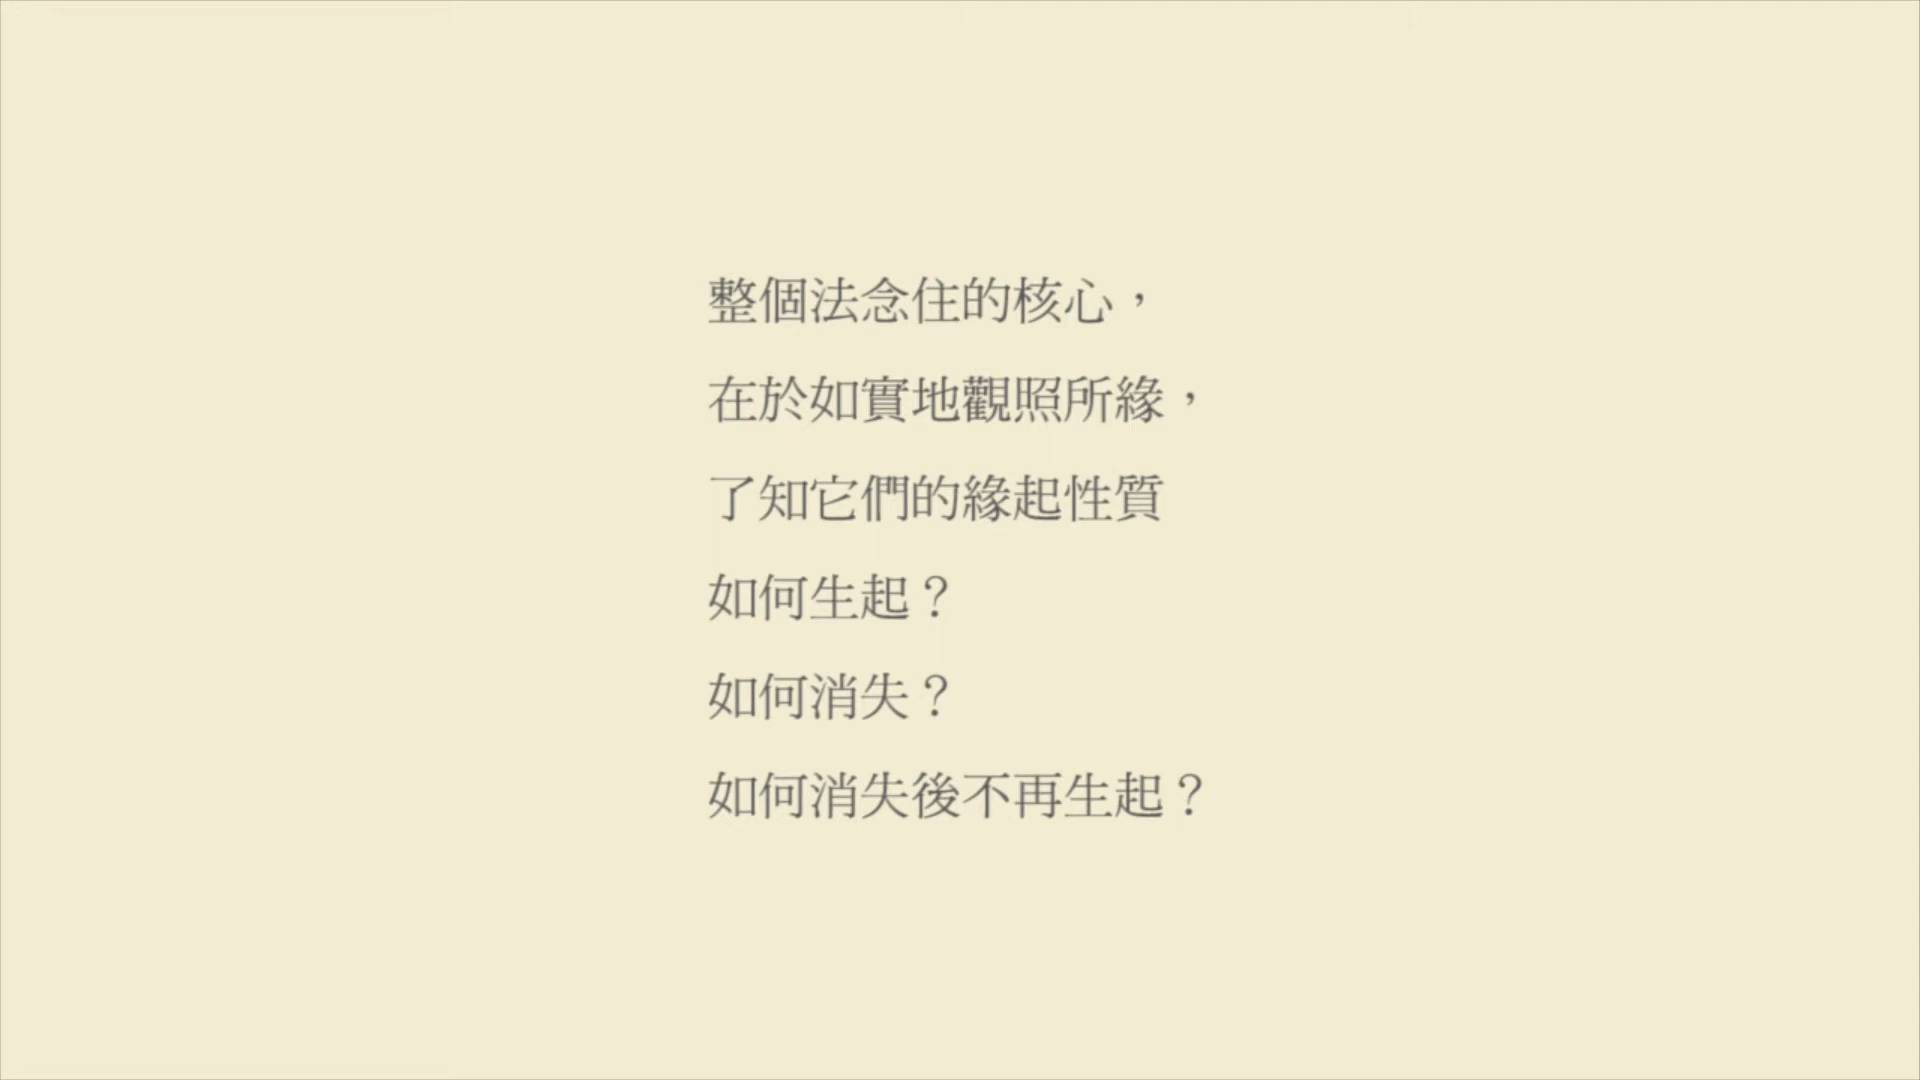 整個法念住的核心，
在於如實地觀照所緣，
了知它們的緣起性質
如何生起？
如何消失？
如何消失後不再生起？